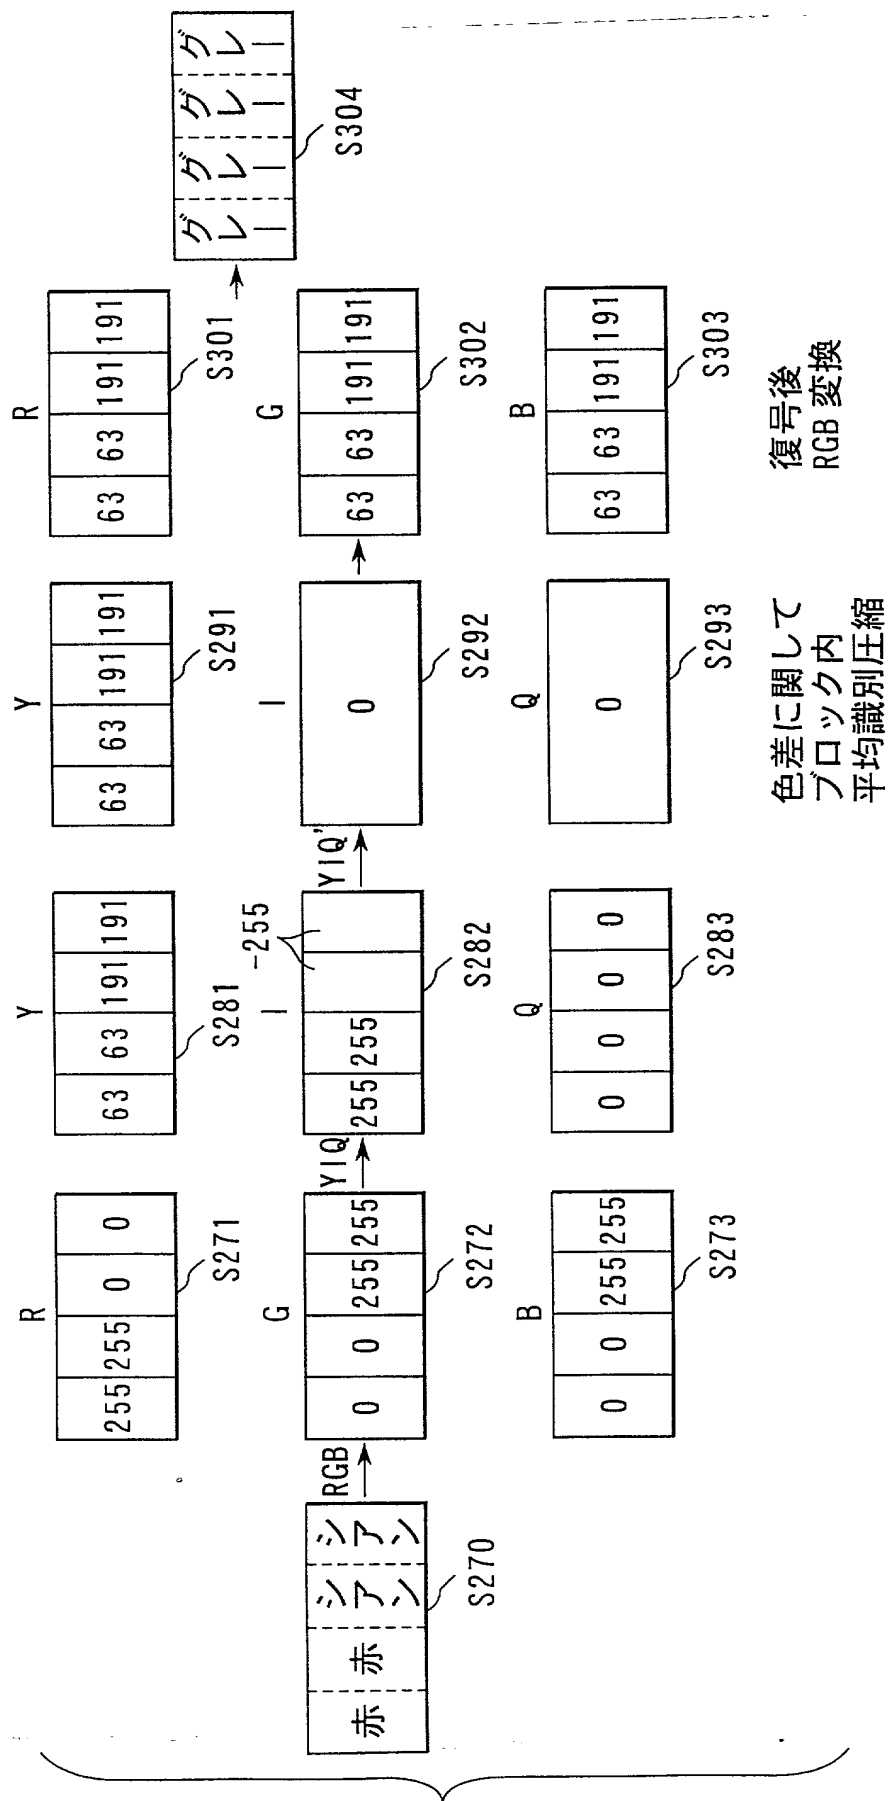 赤 赤 シアン シアン
S270
RGB
R
255 255 0 0
S271
G
0 0 255 255
S272
B
0 0 255 255
S273
YIQ
Y
63 63 191 191
S281
I
-255
255 255
S282
Q
0 0 0 0
S283
YIQ'
Y
63 63 191 191
S291
I
0
S292
Q
0
S293
色差に関して
ブロック内
平均識別圧縮
R
63 63 191 191
S301
G
63 63 191 191
S302
B
63 63 191 191
S303
復号後
RGB 変換
グレー グレー グレー グレー
S304